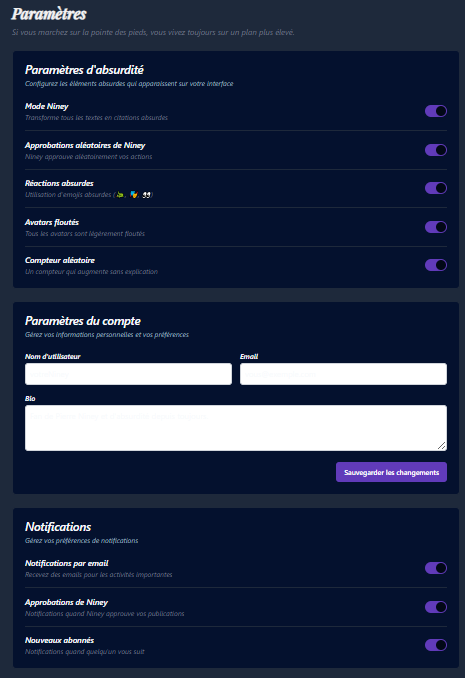 Paramètres
Si vous marchez sur la pointe des pieds, vous vivez toujours sur un plan plus élevé.
Paramètres d'absurdité
Configurez les éléments absurdes qui apparaissent sur votre interface
Mode Niney
Transforme tous les textes en citations absurdes
Approbations aléatoires de Niney
Niney approuve aléatoirement vos actions
Réactions absurdes
Utilisation d'emojis absurdes (🐲, 🎭, 👀)
Avatars floutés
Tous les avatars sont légèrement floutés
Compteur aléatoire
Un compteur qui augmente sans explication
Paramètres du compte
Gérez vos informations personnelles et vos préférences
Nom d'utilisateur
Email
Bio
Sauvegarder les changements
Notifications
Gérez vos préférences de notifications
Notifications par email
Recevez des emails pour les activités importantes
Approbations de Niney
Notifications quand Niney approuve vos publications
Nouveaux abonnés
Notifications quand quelqu'un vous suit